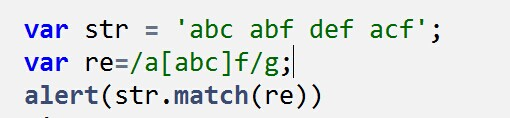 var str = 'abc abf def acf';
var re=/a[abc]f/g;
alert(str.match(re))